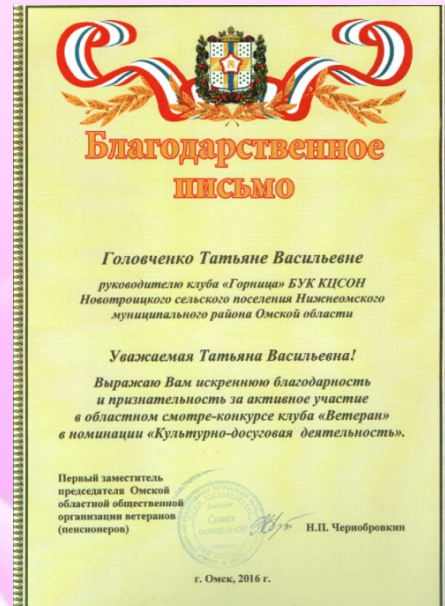 Благодарственное
письмо
Головченко Татьяне Васильевне
руководителю клуба «Горница» БУК КЦСОН
Новотроицкого сельского поселения Нижнеомского
муниципального района Омской области
Уважаемая Татьяна Васильевна!
Выражаю Вам искреннюю благодарность
и признательность за активное участие
в областном смотре-конкурсе клуба «Ветеран»
в номинации «Культурно-досуговая деятельность».
Первый заместитель
председателя Омской
областной общественной
организации ветеранов
(пенсионеров)
Совет
ветеранов
Н.П. Чернобровкин
г. Омск, 2016 г.